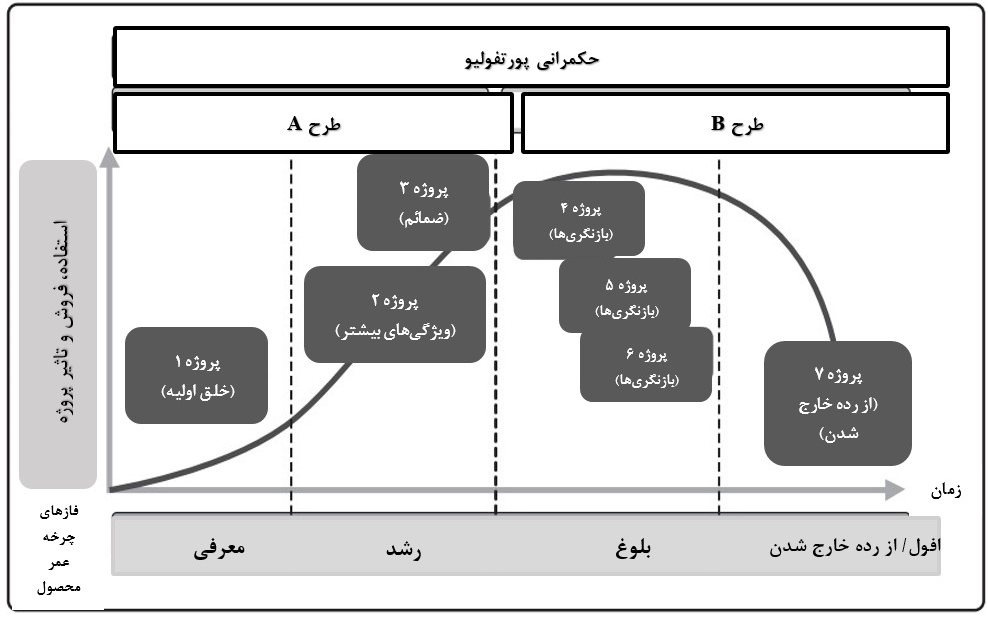 حکمرانی پورتفولیو
طرح A
طرح B
استفاده، فروش و تاثیر پروژه
پروژه ۱
(خلق اولیه)
پروژه ۲
(ویژگی‌های بیشتر)
پروژه ۳
(ضمائم)
پروژه ۴
(بازنگری‌ها)
پروژه ۵
(بازنگری‌ها)
پروژه ۶
(بازنگری‌ها)
پروژه ۷
(از رده خارج
شدن)
زمان
فازهای
چرخه
عمر
محصول
معرفی
رشد
بلوغ
افول/ از رده خارج شدن